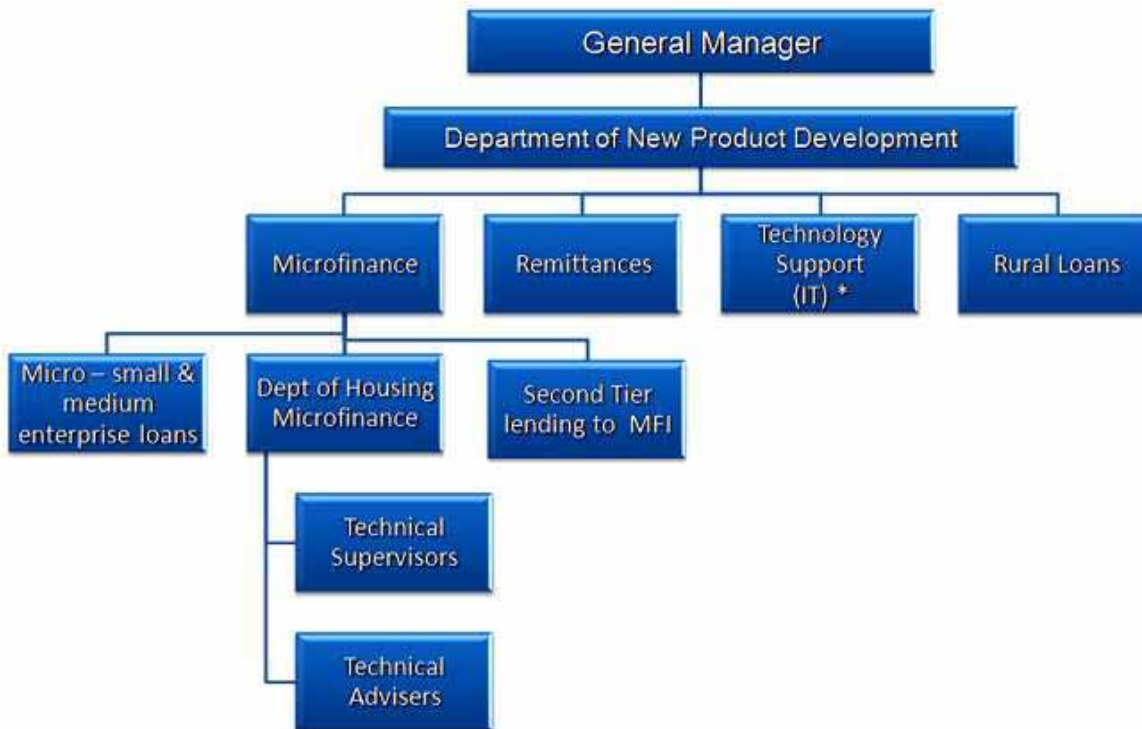 General Manager
Department of New Product Development
Microfinance
Remittances
Technology
Support
(IT) *
Rural Loans
Micro – small &
medium
enterprise loans
Dept of Housing
Microfinance
Second Tier
lending to MFI
Technical
Supervisors
Technical
Advisers